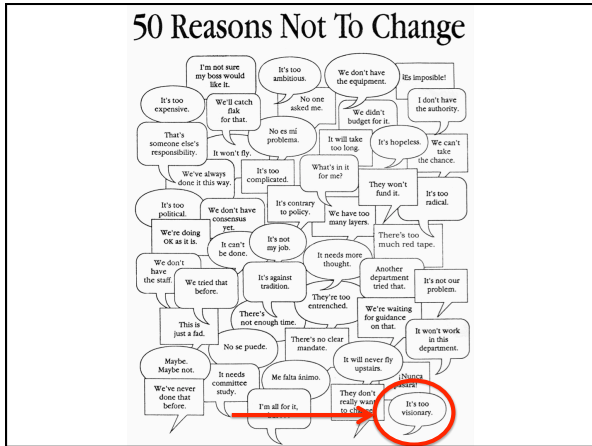 50 Reasons Not To Change
I'm not sure
my boss would
like it.
It's too
ambitious.
We don't have
the equipment.
¡Es imposible!
It's too
expensive.
We'll catch
flak
for that.
No one
asked me.
We didn't
budget for it.
I don't have
the authority.
That's
someone else's
responsibility.
It won't fly.
No es mi
problema.
It will take
too long.
It's hopeless.
We can't
take
the chance.
We've always
done it this way.
It's too
complicated.
What's in it
for me?
They won't
fund it.
It's too
radical.
It's too
political.
We don't have
consensus
yet.
It's contrary
to policy.
We have too
many layers.
We're doing
OK as it is.
It can't
be done.
It's not
my job.
It needs more
thought.
There's too
much red tape.
We don't
have
the staff.
We tried that
before.
It's against
tradition.
They're too
entrenched.
Another
department
tried that.
It's not our
problem.
This is
just a fad.
There's
not enough time.
We're waiting
for guidance
on that.
It won't work
in this
department.
No se puede.
There's no clear
mandate.
It will never fly
upstairs.
Maybe.
Maybe not.
It needs
committee
study.
Me falta ánimo.
¡Nunca
pasará!
We've never
done that
before.
I'm all for it,
They don't
really want
to change.
It's too
visionary.